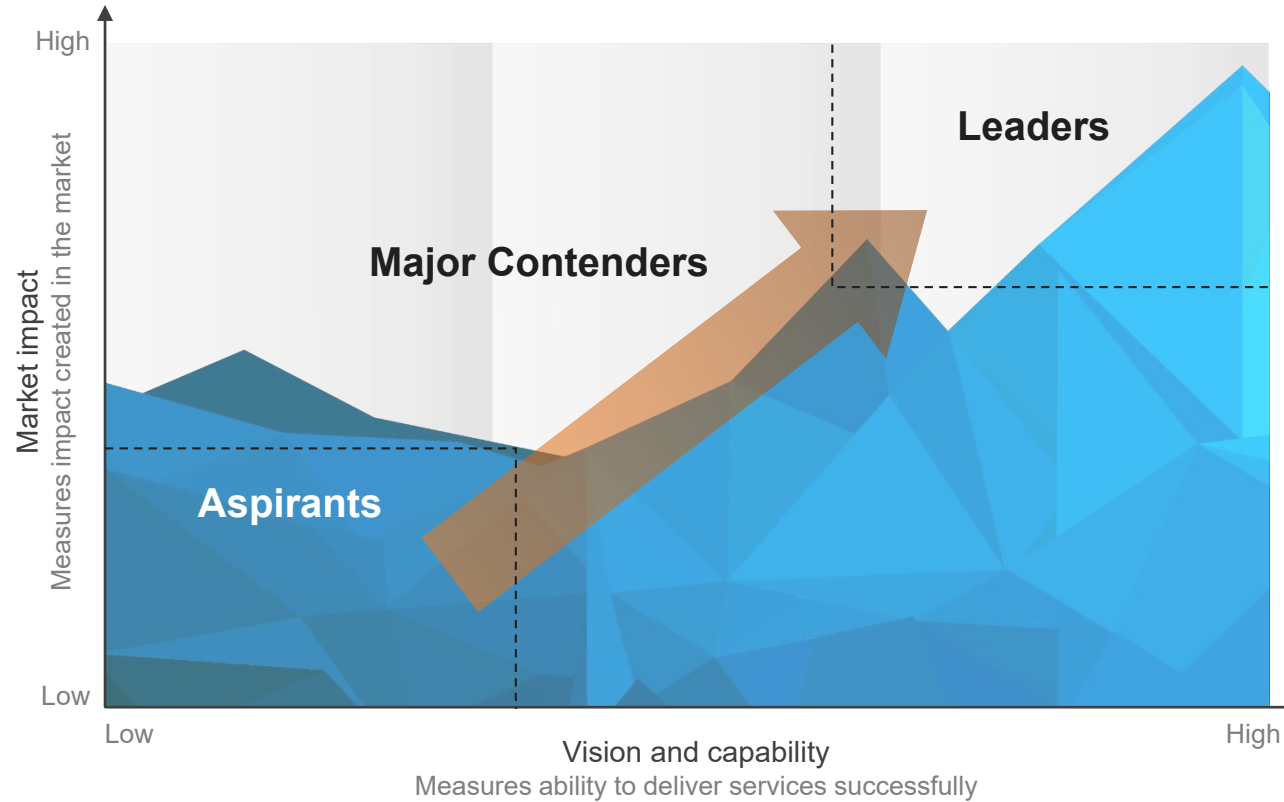 High
Leaders
Major Contenders
Market impact
Measures impact created in the market
Aspirants
Low
Low
High
Vision and capability
Measures ability to deliver services successfully